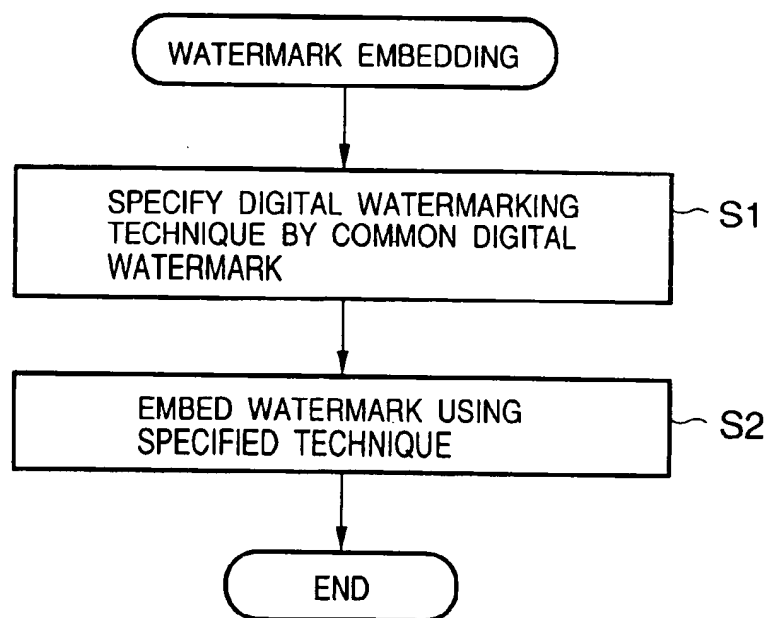 WATERMARK EMBEDDING
SPECIFY DIGITAL WATERMARKING
TECHNIQUE BY COMMON DIGITAL
WATERMARK
S1
EMBED WATERMARK USING
SPECIFIED TECHNIQUE
S2
END